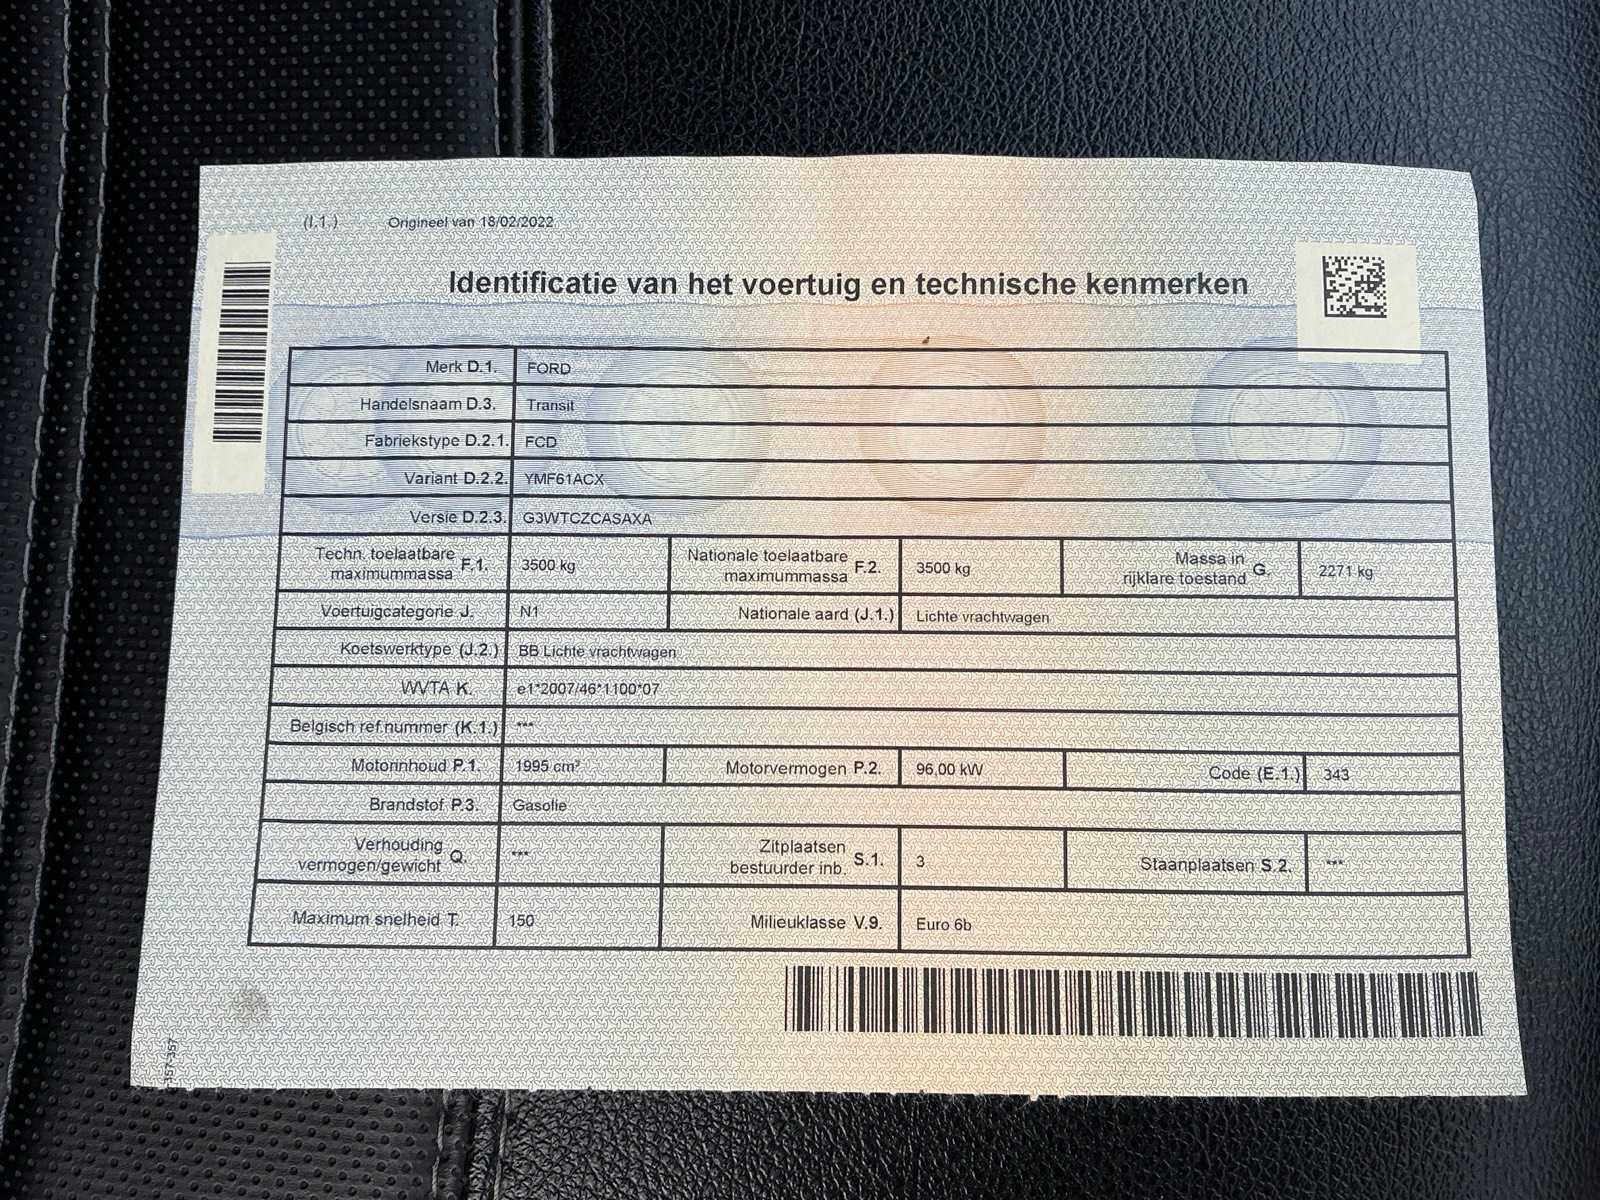 (I.1.) Origineel van 18/02/2022
Identificatie van het voertuig en technische kenmerken
Merk D.1. FORD
Handelsnaam D.3. Transit
Fabriekstype D.2.1. FCD
Variant D.2.2. YMF61ACX
Versie D.2.3. G3WTCZCASAXA
Techn. toelaatbare maximummassa F.1. 3500 kg Nationale toelaatbare maximummassa F.2. 3500 kg Massa in rijklare toestand G. 2271 kg
Voertuigcategorie J. N1 Nationale aard (J.1.) Lichte vrachtwagen
Koetswerktype (J.2.) BB Lichte vrachtwagen
WVTA K. e1*2007/46*1100*07
Belgisch ref.nummer (K.1.) ***
Motorinhoud P.1. 1995 cm³ Motorvermogen P.2. 96,00 kW Code (E.1.) 343
Brandstof P.3. Gasolie
Verhouding vermogen/gewicht Q. *** Zitplaatsen bestuurder inb. S.1. 3 Staanplaatsen S.2. ***
Maximum snelheid T. 150 Milieuklasse V.9. Euro 6b